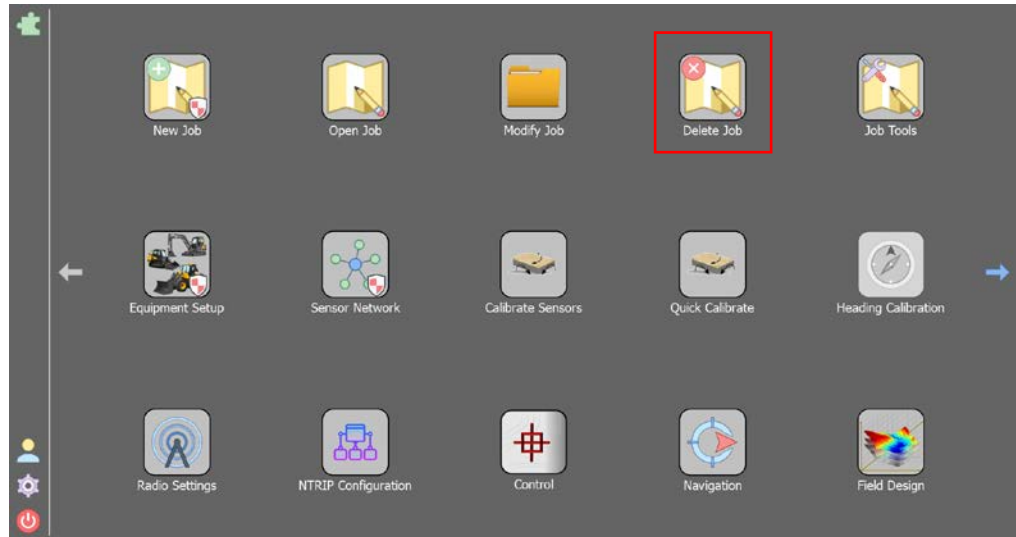 New Job
Open Job
Modify Job
Delete Job
Job Tools
Equipment Setup
Sensor Network
Calibrate Sensors
Quick Calibrate
Heading Calibration
Radio Settings
NTRIP Configuration
Control
Navigation
Field Design